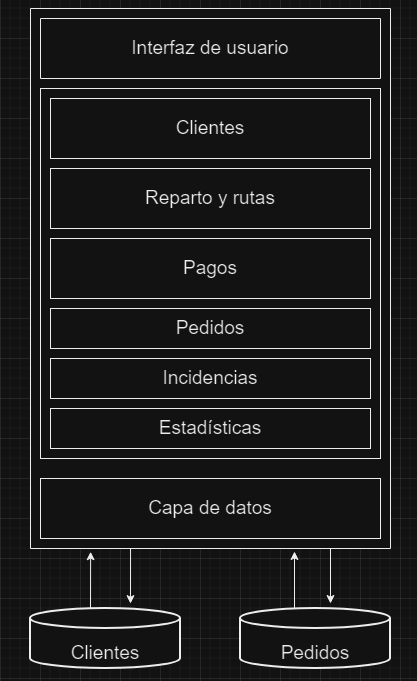 Interfaz de usuario
Clientes
Reparto y rutas
Pagos
Pedidos
Incidencias
Estadísticas
Capa de datos
Clientes
Pedidos